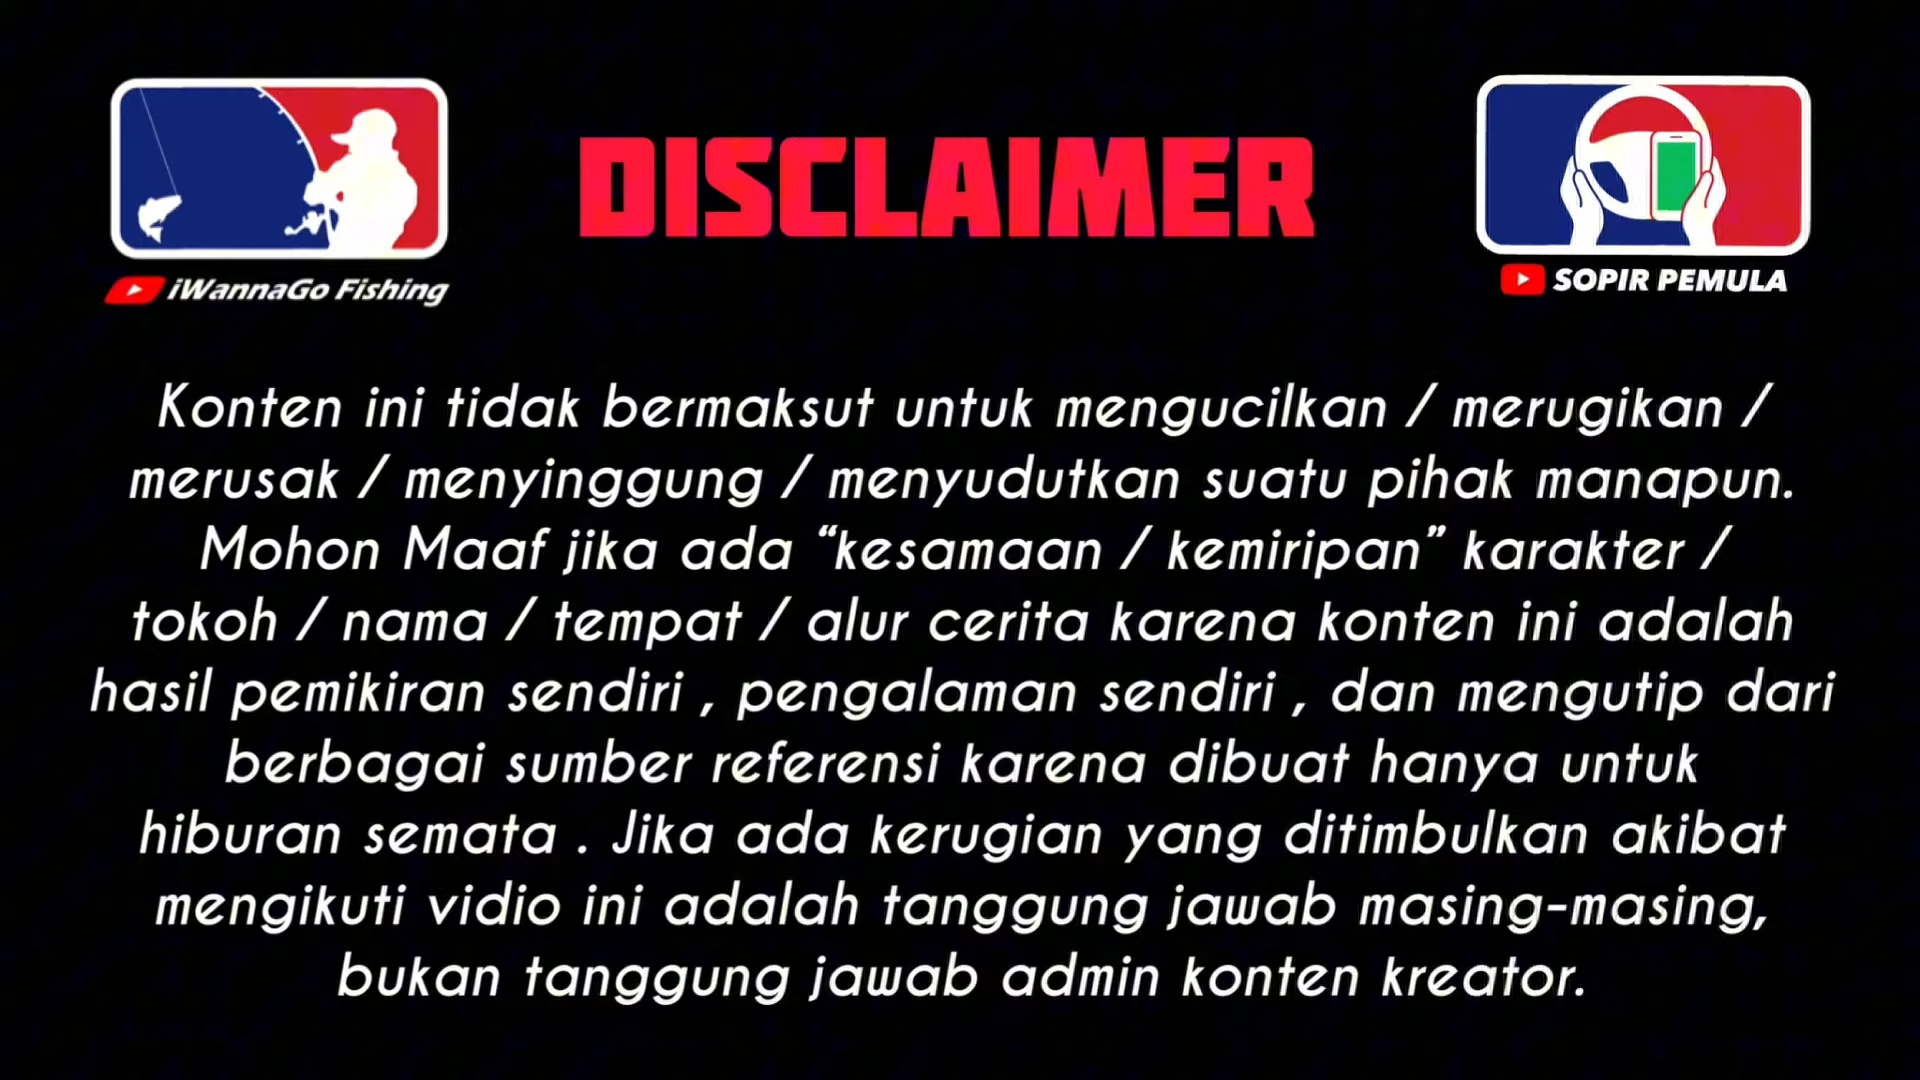 DISCLAIMER
iWannaGo Fishing
SOPIR PEMULA
Konten ini tidak bermaksut untuk mengucilkan / merugikan /
merusak / menyinggung / menyudutkan suatu pihak manapun.
Mohon Maaf jika ada “kesamaan / kemiripan” karakter /
tokoh / nama / tempat / alur cerita karena konten ini adalah
hasil pemikiran sendiri , pengalaman sendiri , dan mengutip dari
berbagai sumber referensi karena dibuat hanya untuk
hiburan semata . Jika ada kerugian yang ditimbulkan akibat
mengikuti vidio ini adalah tanggung jawab masing-masing,
bukan tanggung jawab admin konten kreator.